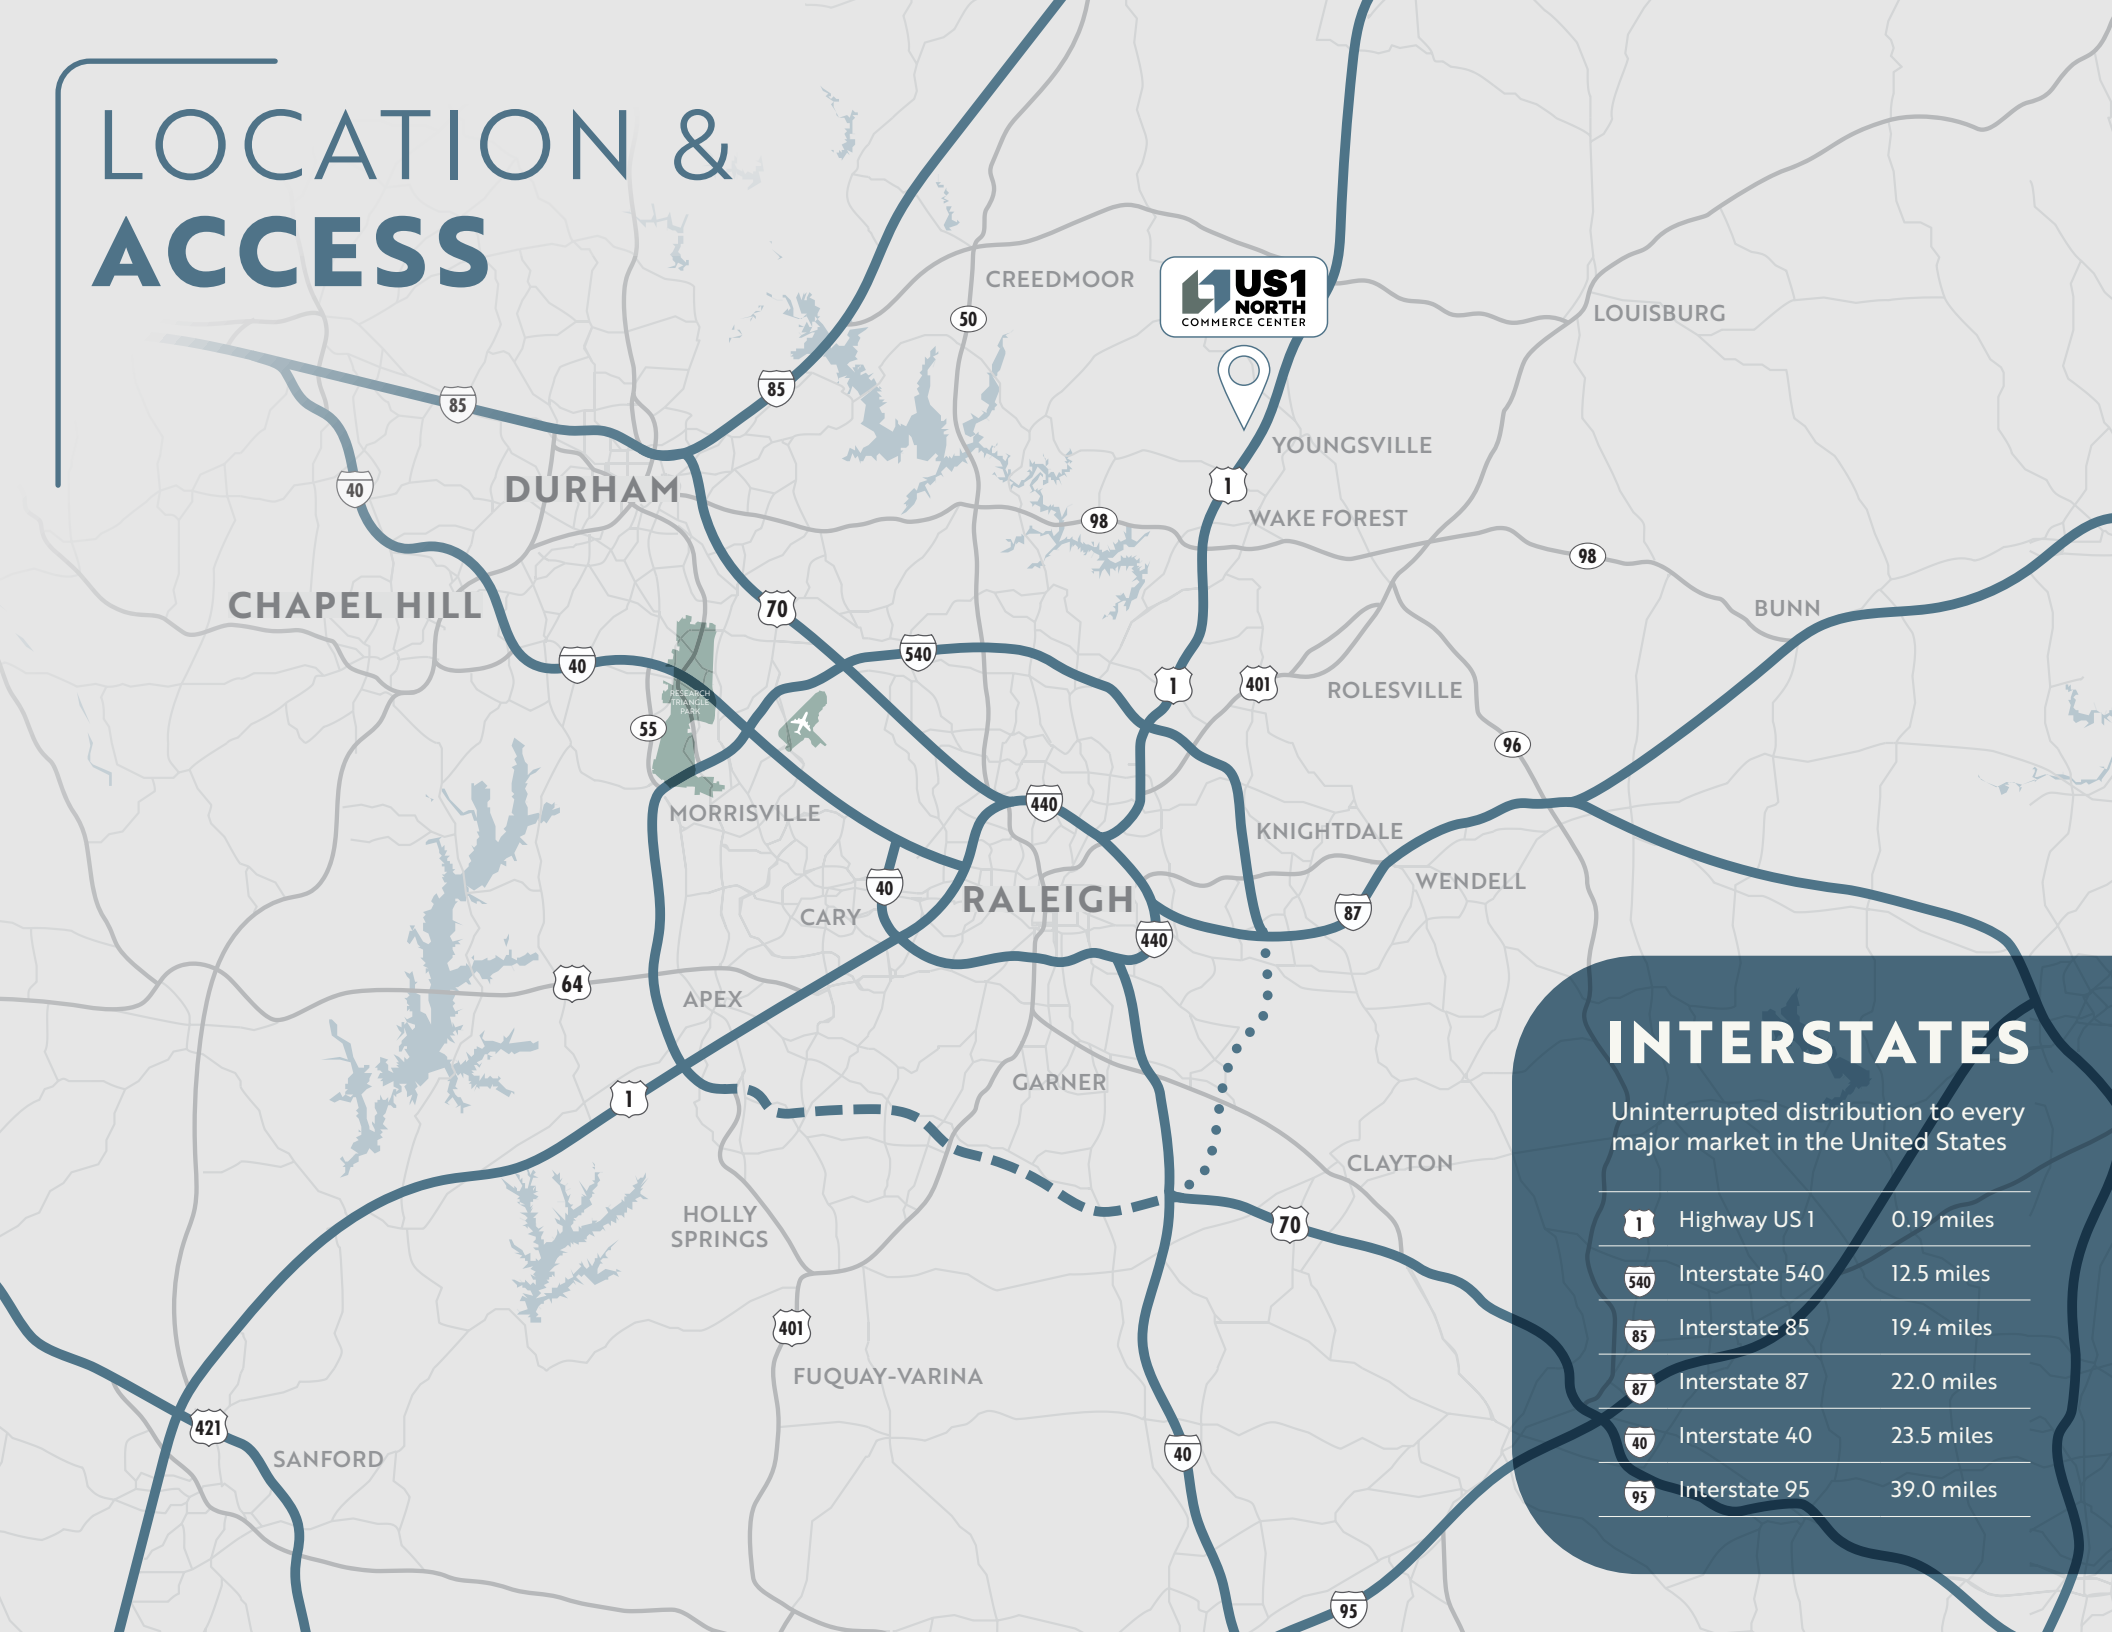 LOCATION &
ACCESS
CREEDMOOR
50
US1
NORTH
COMMERCE CENTER
LOUISBURG
85
85
YOUNGSVILLE
40
DURHAM
1
98
WAKE FOREST
98
CHAPEL HILL
70
BUNN
40
540
1
401
ROLESVILLE
RESEARCH
TRIANGLE
PARK
55
96
MORRISVILLE
440
KNIGHTDALE
40
RALEIGH
WENDELL
CARY
87
440
64
APEX
GARNER
1
CLAYTON
HOLLY
SPRINGS
70
401
FUQUAY-VARINA
421
SANFORD
40
95
INTERSTATES
Uninterrupted distribution to every
major market in the United States
1 Highway US 1 0.19 miles
540 Interstate 540 12.5 miles
85 Interstate 85 19.4 miles
87 Interstate 87 22.0 miles
40 Interstate 40 23.5 miles
95 Interstate 95 39.0 miles